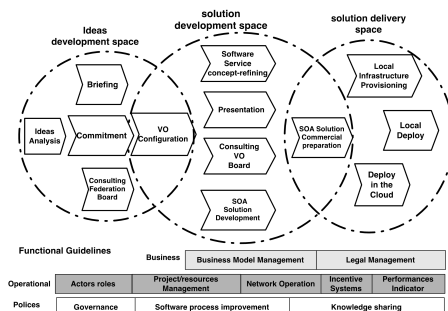 Ideas
development space
solution
development space
solution delivery
space
Briefing
Ideas
Analysis
Commitment
VO
Configuration
Consulting
Federation
Board
Software
Service
concept-refining
Presentation
Consulting
VO
Board
SOA
Solution
Development
SOA Solution
Commercial
preparation
Local
Infrastructure
Provisioning
Local
Deploy
Deploy
in the
Cloud
Functional Guidelines
Business
Business Model Management
Legal Management
Operational
Actors roles
Project/resources
Management
Network Operation
Incentive
Systems
Performances
Indicator
Polices
Governance
Software process improvement
Knowledge sharing